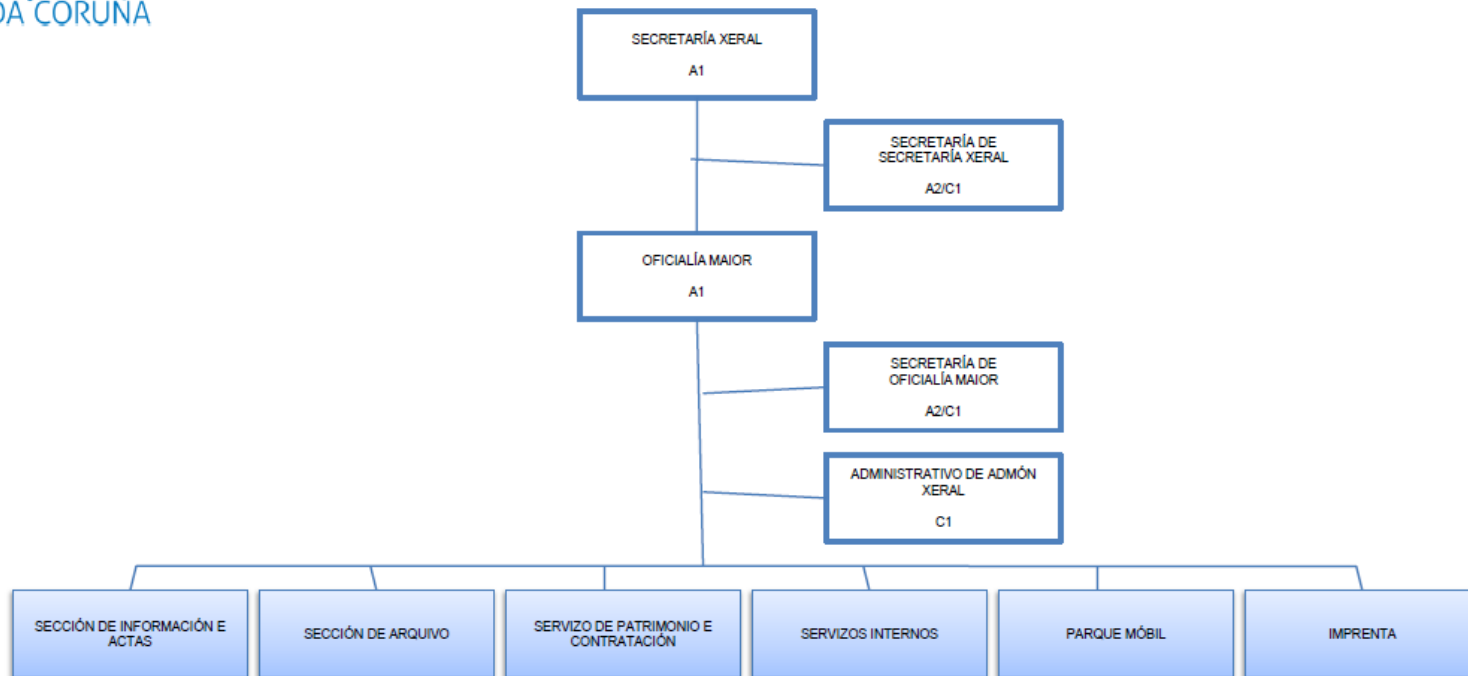 DA CORUÑA
SECRETARÍA XERAL
A1
SECRETARÍA DE
SECRETARÍA XERAL
A2/C1
OFICIALÍA MAIOR
A1
SECRETARÍA DE
OFICIALÍA MAIOR
A2/C1
ADMINISTRATIVO DE ADMÓN
XERAL
C1
SECCIÓN DE INFORMACIÓN E
ACTAS
SECCIÓN DE ARQUIVO
SERVIZO DE PATRIMONIO E
CONTRATACIÓN
SERVIZOS INTERNOS
PARQUE MÓBIL
IMPRENTA